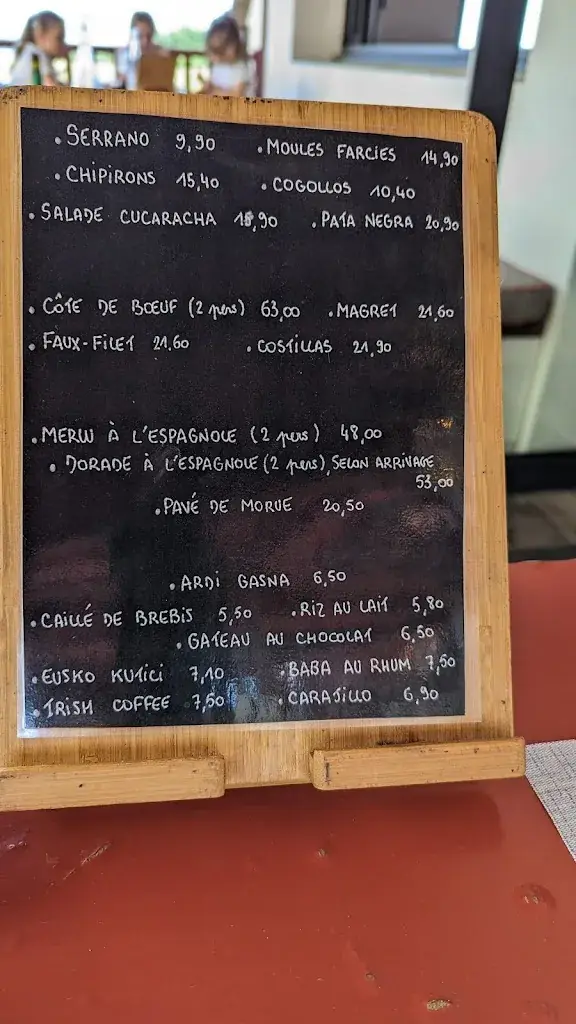 . SERRANO 9,90 . MOULES FARCIES 14,90
. CHIPIRONS 15,40 . COGOLLOS 10,40
. SALADE CUCARACHA 15,90 . PATA NEGRA 20,90
. CÔTE DE BŒUF (2 pers) 63,00 . MAGRET 21,60
. FAUX-FILET 21.60 . COSTILLAS 21,90
. MERLU À L'ESPAGNOLE (2 pers) 48,00
. DORADE À L'ESPAGNOLE (2 pers), SELON ARRIVAGE
53,00
. PAVÉ DE MORUE 20,50
. ARDI GASNA 6,50
. CAILLÉ DE BREBIS 5,50 . RIZ AU LAIT 5,80
. GATEAU AU CHOCOLAT 6,50
. EUSKO KUTICI 7,10 . BABA AU RHUM 7,50
. IRISH COFFEE 7,50 . CARAJILLO 6,90